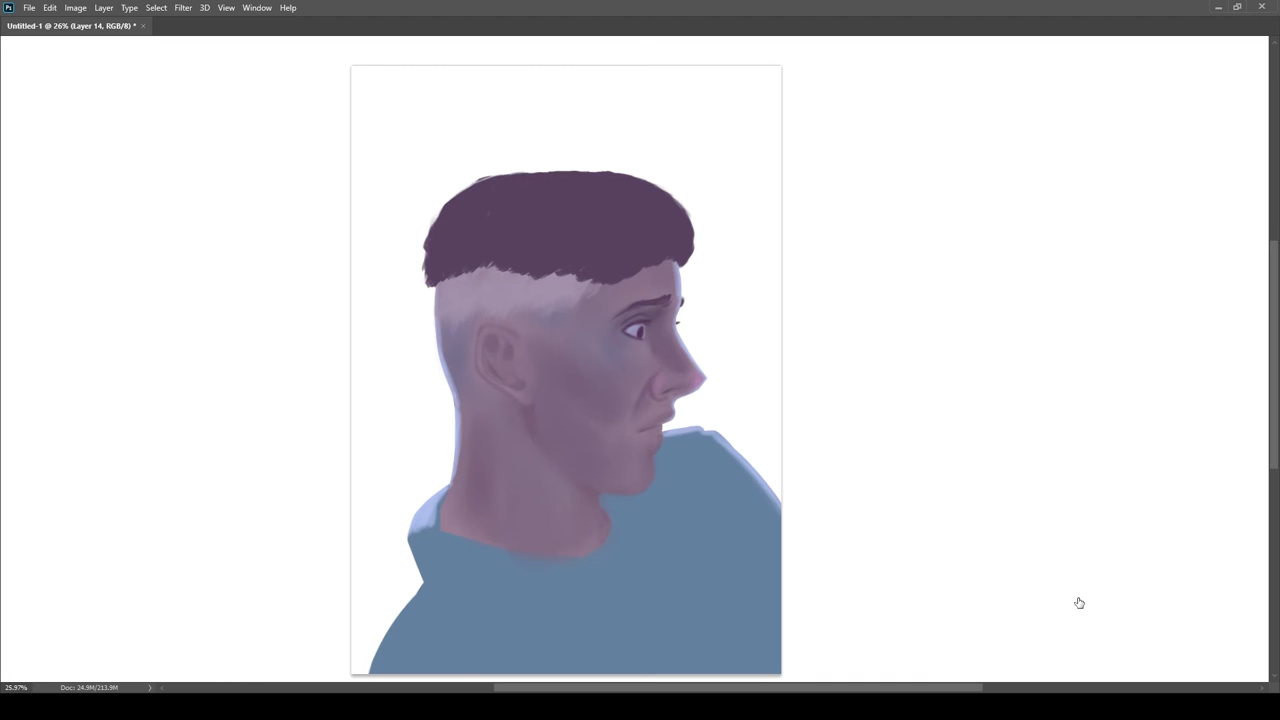 Ps File Edit Image Layer Type Select Filter 3D View Window Help
Untitled-1 @ 26% (Layer 14, RGB/8) *
25.97% Doc: 24.9M/213.9M